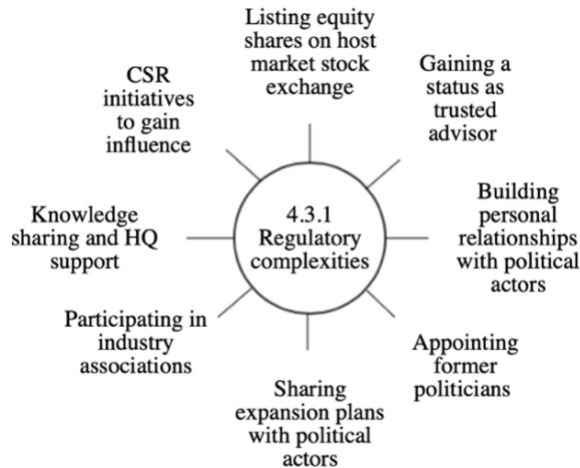 Listing equity
shares on host
market stock
exchange
Gaining a
status as
trusted
advisor
Building
personal
relationships
with political
actors
Appointing
former
politicians
Sharing
expansion plans
with political
actors
Participating in
industry
associations
Knowledge
sharing and HQ
support
CSR
initiatives
to gain
influence
4.3.1
Regulatory
complexities